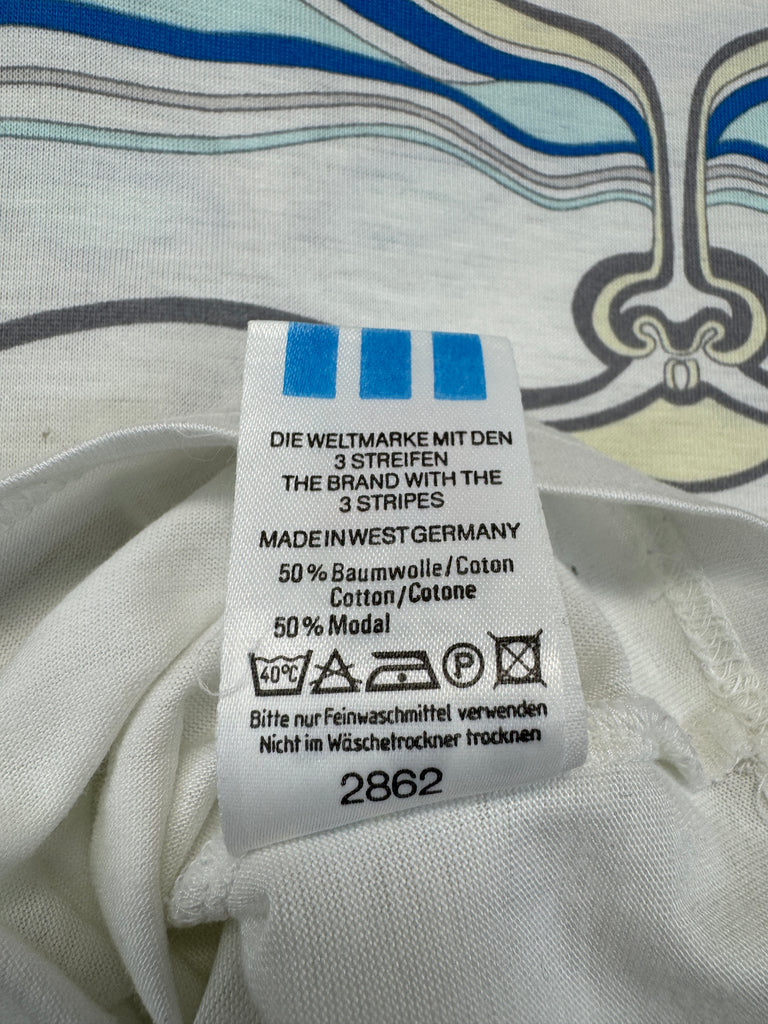 DIE WELTMARKE MIT DEN
3 STREIFEN
THE BRAND WITH THE
3 STRIPES
MADE IN WEST GERMANY
50% Baumwolle/Coton
Cotton/Cotone
50% Modal
40°C P
Bitte nur Feinwaschmittel verwenden
Nicht im Wäschetrockner trocknen
2862